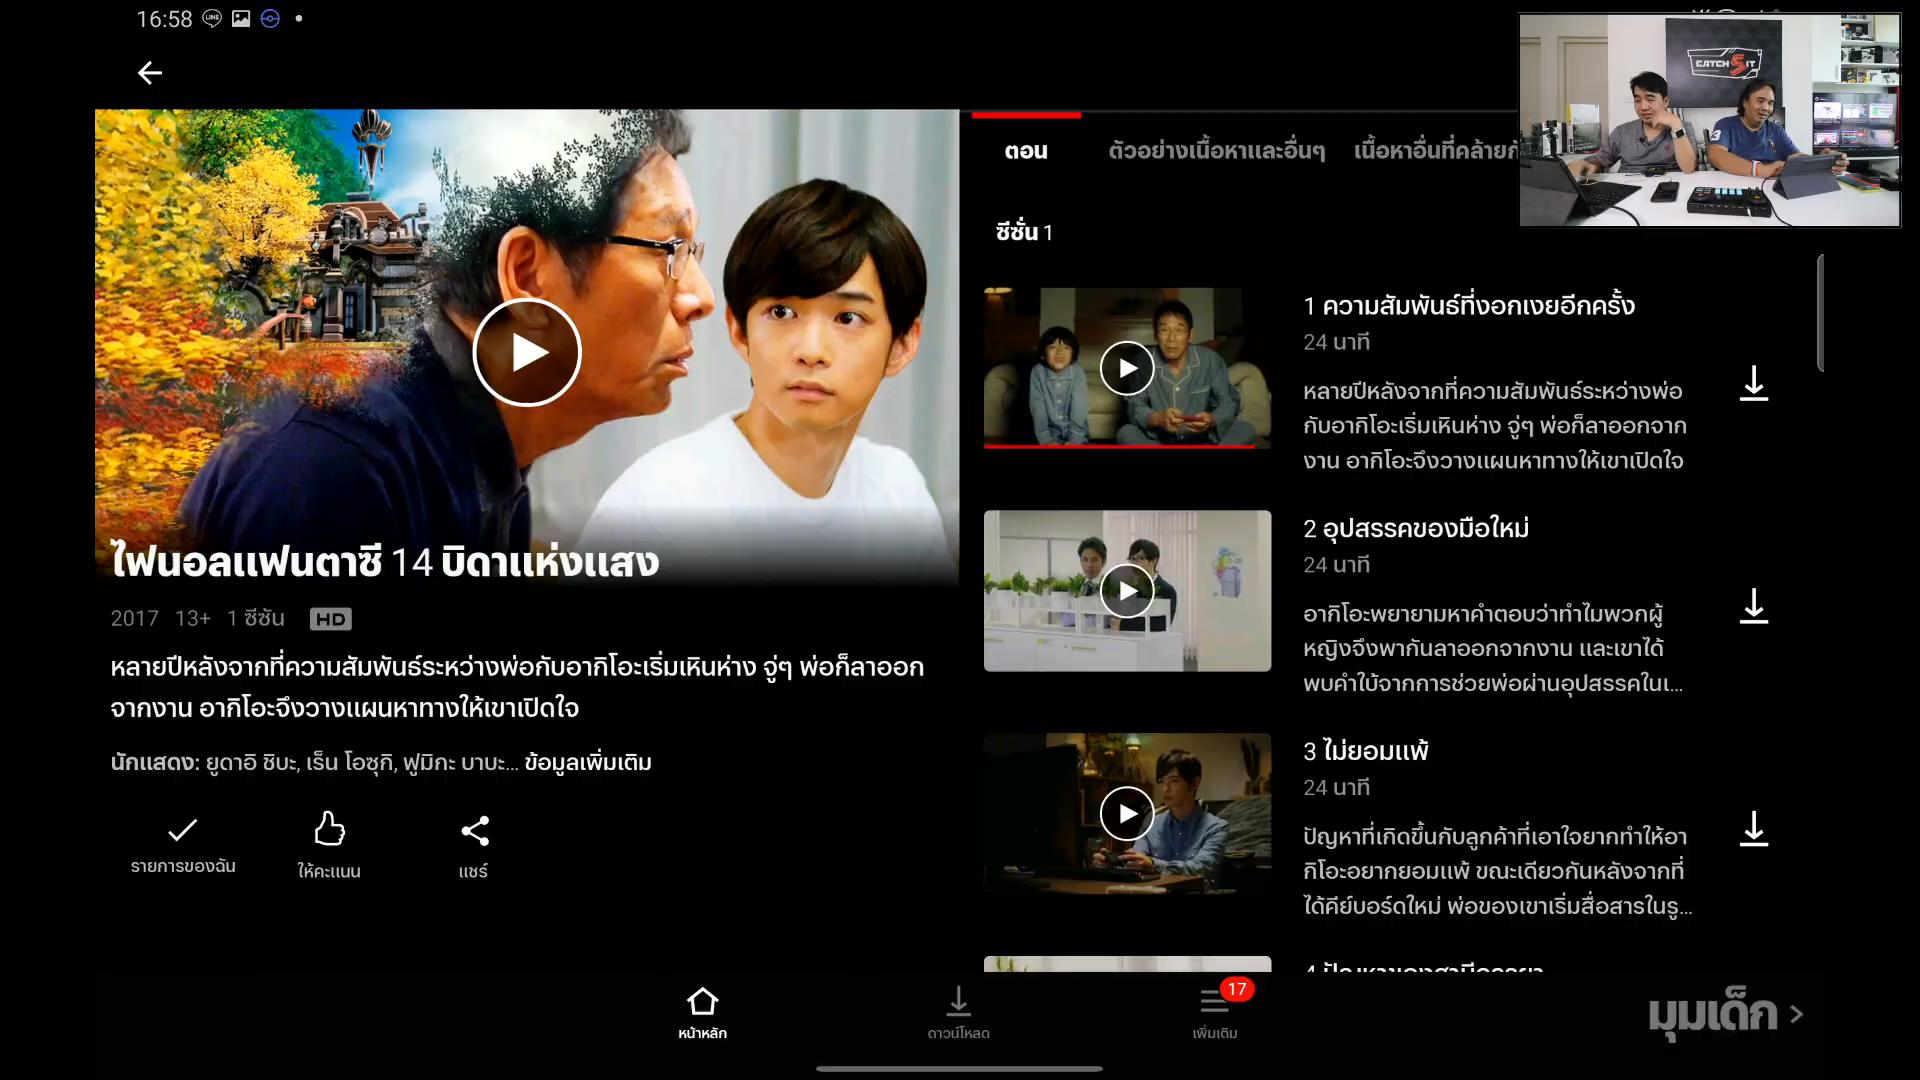 16:58
LINE
CATCH 5 IT
ตอน
ตัวอย่างเนื้อหาและอื่นๆ
เนื้อหาอื่นที่คล้ายกั
ซีซั่น 1
1 ความสัมพันธ์ที่งอกเงยอีกครั้ง
24 นาที
หลายปีหลังจากที่ความสัมพันธ์ระหว่างพ่อ
กับอากิโอะเริ่มเหินห่าง จู่ๆ พ่อก็ลาออกจาก
งาน อากิโอะจึงวางแผนหาทางให้เขาเปิดใจ
2 อุปสรรคของมือใหม่
24 นาที
อากิโอะพยายามหาคำตอบว่าทำไมพวกผู้
หญิงจึงพากันลาออกจากงาน และเขาได้
พบคำใบ้จากการช่วยพ่อผ่านอุปสรรคในเ...
3 ไม่ยอมแพ้
24 นาที
ปัญหาที่เกิดขึ้นกับลูกค้าที่เอาใจยากทำให้อา
กิโอะอยากยอมแพ้ ขณะเดียวกันหลังจากที่
ได้คีย์บอร์ดใหม่ พ่อของเขาเริ่มสื่อสารในรู...
ไฟนอลแฟนตาซี 14 บิดาแห่งแสง
2017 13+ 1 ซีซัน HD
หลายปีหลังจากที่ความสัมพันธ์ระหว่างพ่อกับอากิโอะเริ่มเหินห่าง จู่ๆ พ่อก็ลาออก
จากงาน อากิโอะจึงวางแผนหาทางให้เขาเปิดใจ
นักแสดง: ยูดาอิ ชิบะ, เร็น โอซุกิ, ฟูมิกะ บาบะ... ข้อมูลเพิ่มเติม
รายการของฉัน
ให้คะแนน
แชร์
หน้าหลัก
ดาวน์โหลด
17
เพิ่มเติม
มุมเด็ก